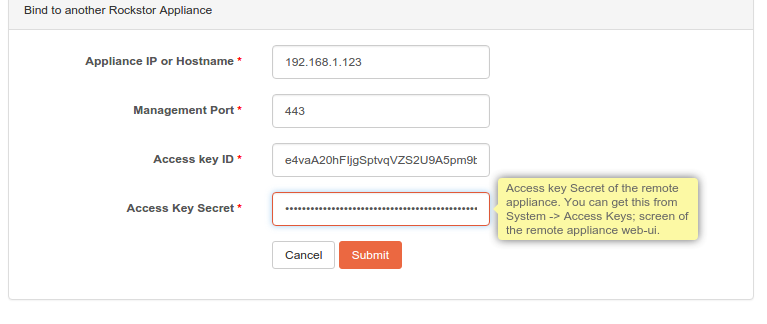 Bind to another Rockstor Appliance
Appliance IP or Hostname *
192.168.1.123
Management Port *
443
Access key ID *
e4vaA20hFIjgSptvqVZS2U9A5pm9b
Access Key Secret *
Access key Secret of the remote
appliance. You can get this from
System -> Access Keys; screen of
the remote appliance web-ui.
Cancel
Submit